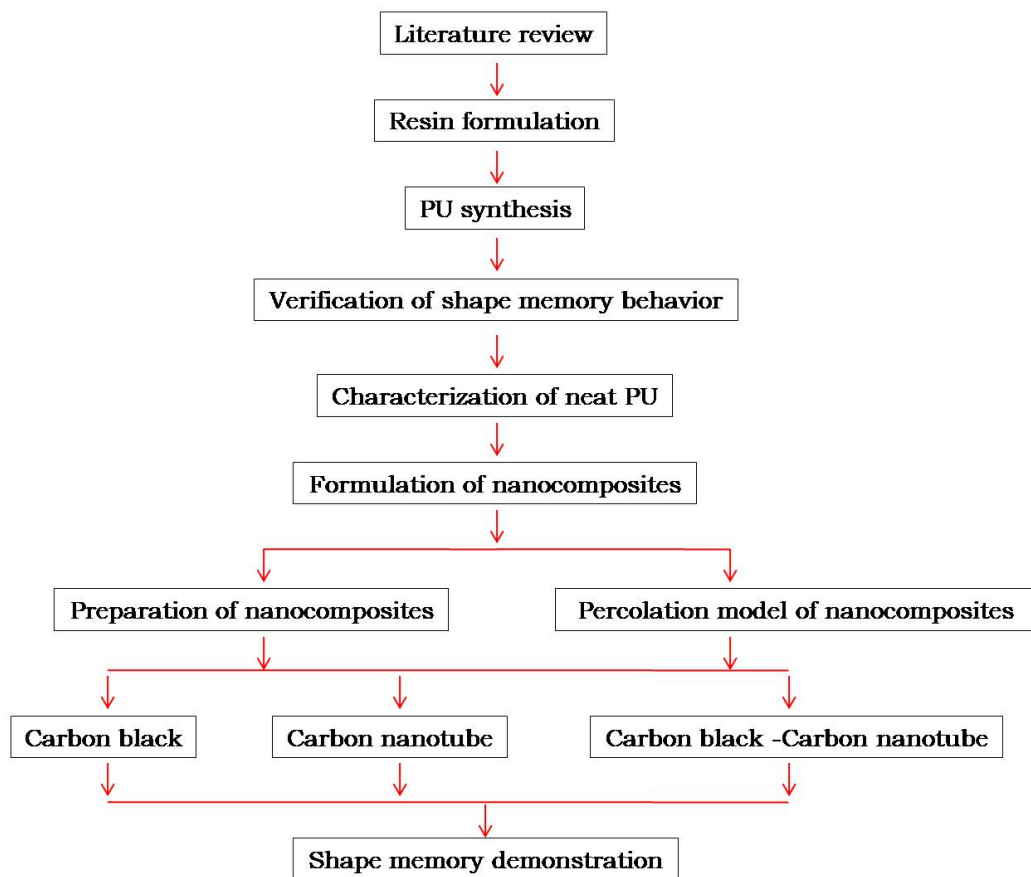 Literature review
Resin formulation
PU synthesis
Verification of shape memory behavior
Characterization of neat PU
Formulation of nanocomposites
Preparation of nanocomposites
Percolation model of nanocomposites
Carbon black
Carbon nanotube
Carbon black -Carbon nanotube
Shape memory demonstration